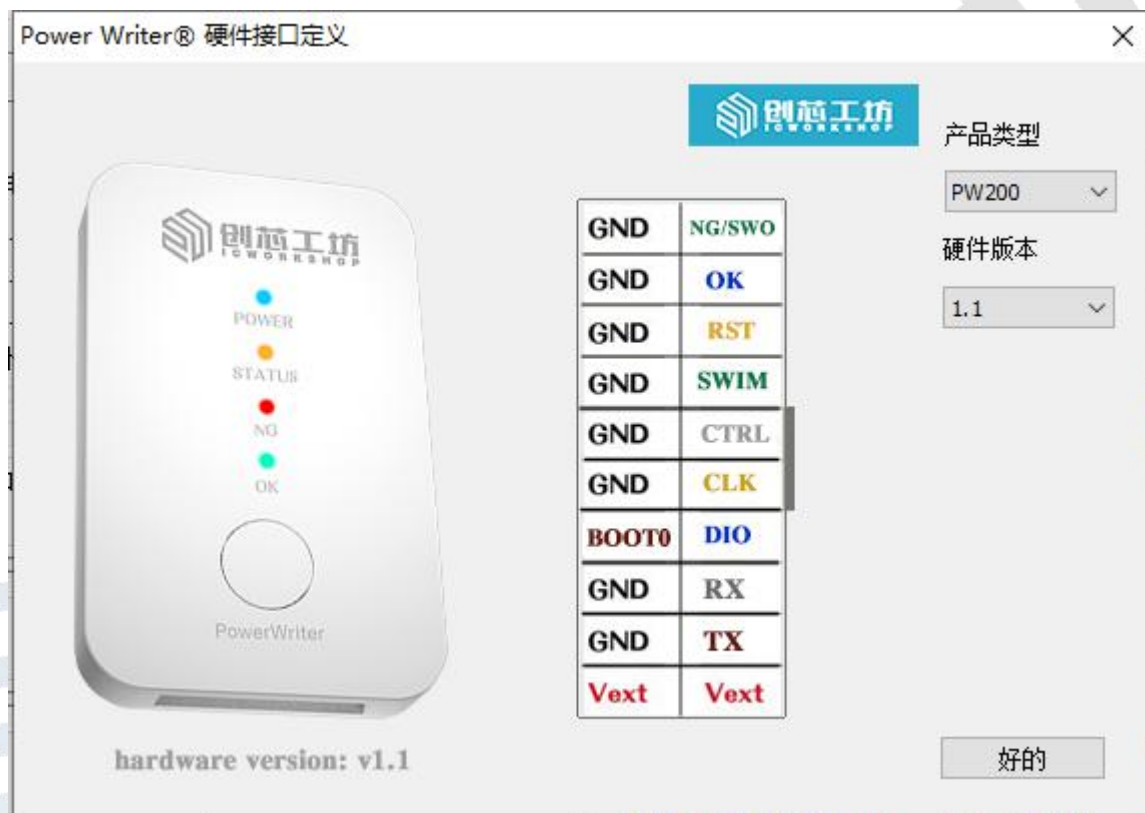 Power Writer® 硬件接口定义
创芯工坊
ICWORKSHOP
产品类型
PW200
硬件版本
1.1
创芯工坊
ICWORKSHOP
POWER
STATUS
NG
OK
PowerWriter
hardware version: v1.1
GND NG/SWO
GND OK
GND RST
GND SWIM
GND CTRL
GND CLK
BOOT0 DIO
GND RX
GND TX
Vext Vext
好的